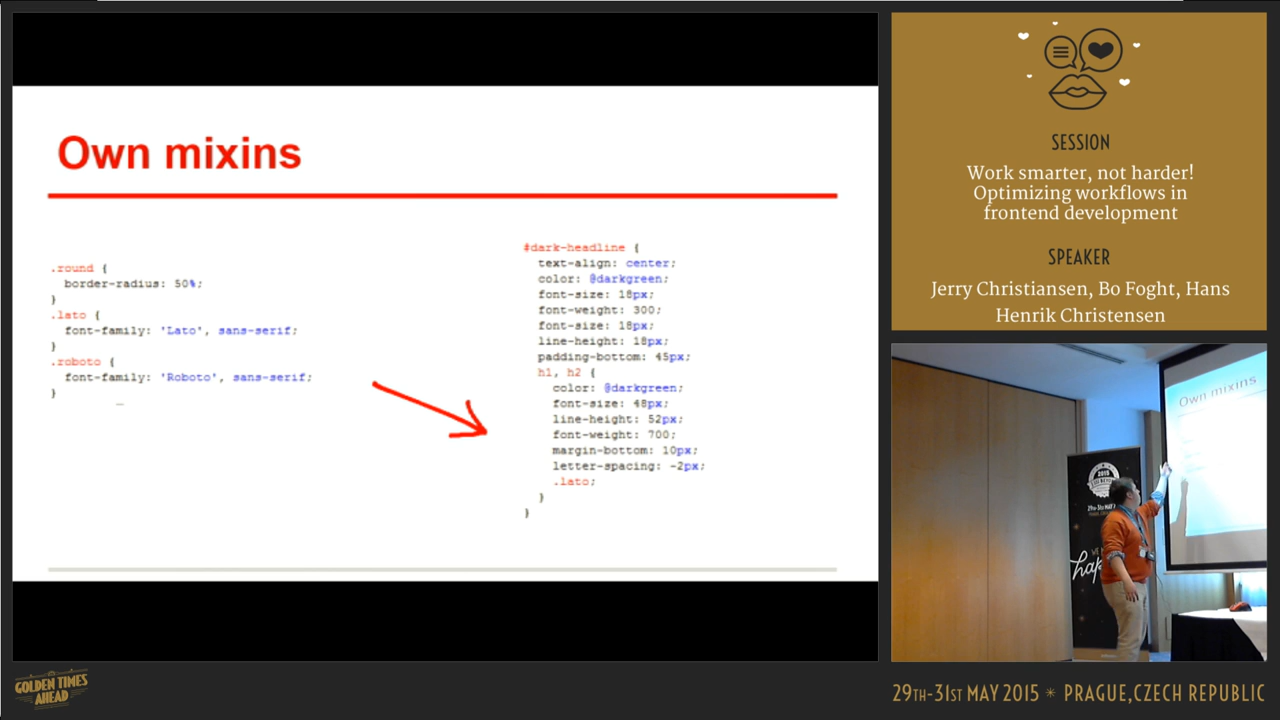 Own mixins
.round {
border-radius: 50%;
}
.lato {
font-family: 'Lato', sans-serif;
}
.roboto {
font-family: 'Roboto', sans-serif;
}
#dark-headline {
text-align: center;
color: @darkgreen;
font-size: 18px;
font-weight: 300;
font-size: 18px;
line-height: 18px;
padding-bottom: 45px;
h1, h2 {
color: @darkgreen;
font-size: 48px;
line-height: 52px;
font-weight: 700;
margin-bottom: 10px;
letter-spacing: -2px;
.lato;
}
}
SESSION
Work smarter, not harder!
Optimizing workflows in
frontend development
SPEAKER
Jerry Christiansen, Bo Foght, Hans
Henrik Christensen
Own mixins
2015
GOLDEN TIMES
AHEAD
29TH-31ST MAY 2015 * PRAGUE,CZECH REPUBLIC